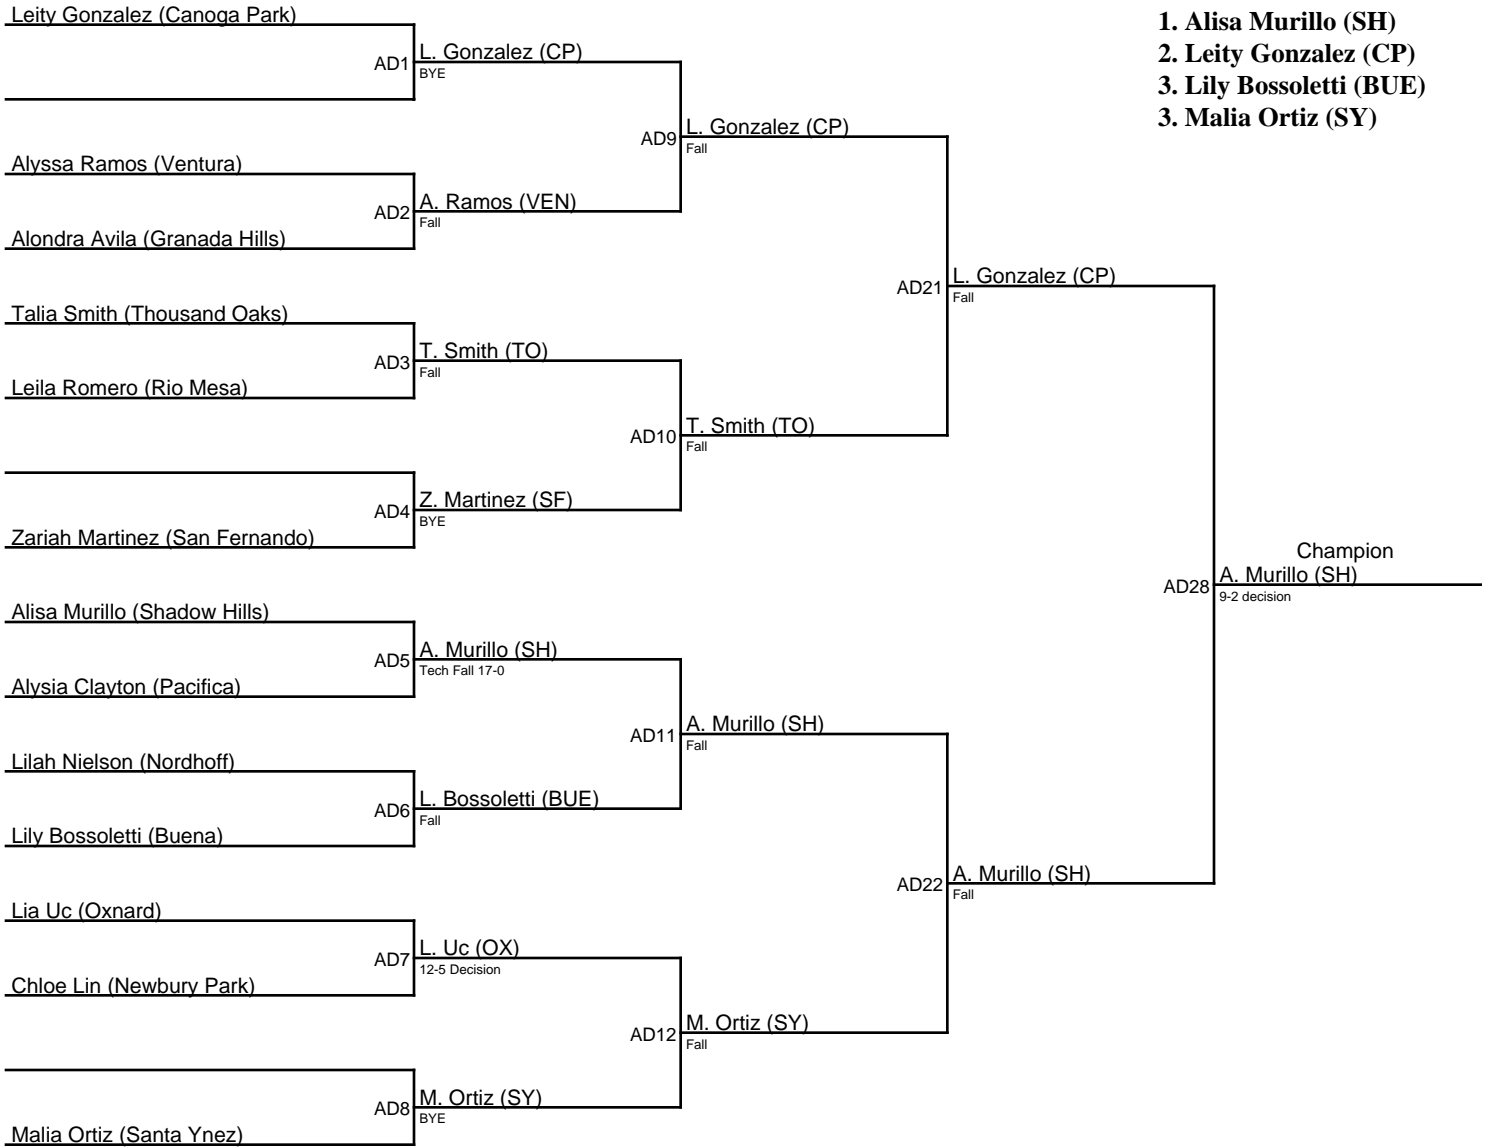 Leity Gonzalez (Canoga Park)
1. Alisa Murillo (SH)
2. Leity Gonzalez (CP)
3. Lily Bossoletti (BUE)
3. Malia Ortiz (SY)
AD1
L. Gonzalez (CP)
BYE
AD9
L. Gonzalez (CP)
Fall
Alyssa Ramos (Ventura)
AD2
A. Ramos (VEN)
Fall
Alondra Avila (Granada Hills)
AD21
L. Gonzalez (CP)
Fall
Talia Smith (Thousand Oaks)
AD3
T. Smith (TO)
Fall
Leila Romero (Rio Mesa)
AD10
T. Smith (TO)
Fall
AD4
Z. Martinez (SF)
BYE
Zariah Martinez (San Fernando)
Champion
AD28
A. Murillo (SH)
9-2 decision
Alisa Murillo (Shadow Hills)
AD5
A. Murillo (SH)
Tech Fall 17-0
Alysia Clayton (Pacifica)
AD11
A. Murillo (SH)
Fall
Lilah Nielson (Nordhoff)
AD6
L. Bossoletti (BUE)
Fall
Lily Bossoletti (Buena)
AD22
A. Murillo (SH)
Fall
Lia Uc (Oxnard)
AD7
L. Uc (OX)
12-5 Decision
Chloe Lin (Newbury Park)
AD12
M. Ortiz (SY)
Fall
AD8
M. Ortiz (SY)
BYE
Malia Ortiz (Santa Ynez)